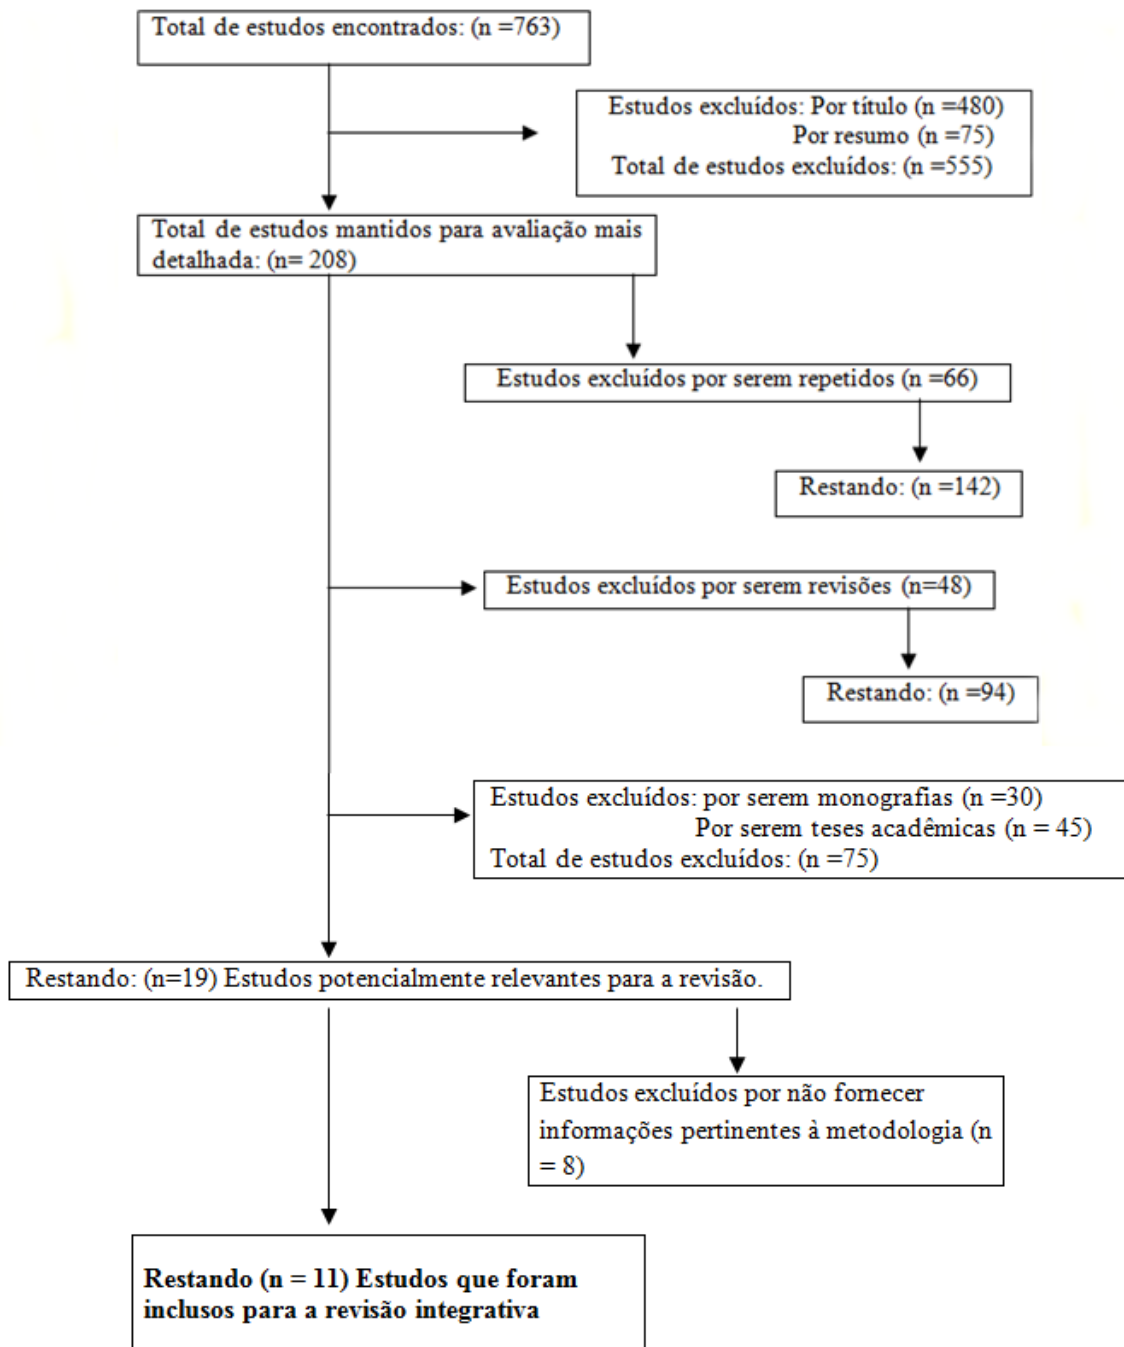 Total de estudos encontrados: (n =763)
Estudos excluídos: Por título (n =480)
Por resumo (n =75)
Total de estudos excluídos: (n =555)
Total de estudos mantidos para avaliação mais
detalhada: (n= 208)
Estudos excluídos por serem repetidos (n =66)
Restando: (n =142)
Estudos excluídos por serem revisões (n=48)
Restando: (n =94)
Estudos excluídos: por serem monografias (n =30)
Por serem teses acadêmicas (n = 45)
Total de estudos excluídos: (n =75)
Restando: (n=19) Estudos potencialmente relevantes para a revisão.
Estudos excluídos por não fornecer
informações pertinentes à metodologia (n
= 8)
Restando (n = 11) Estudos que foram
inclusos para a revisão integrativa